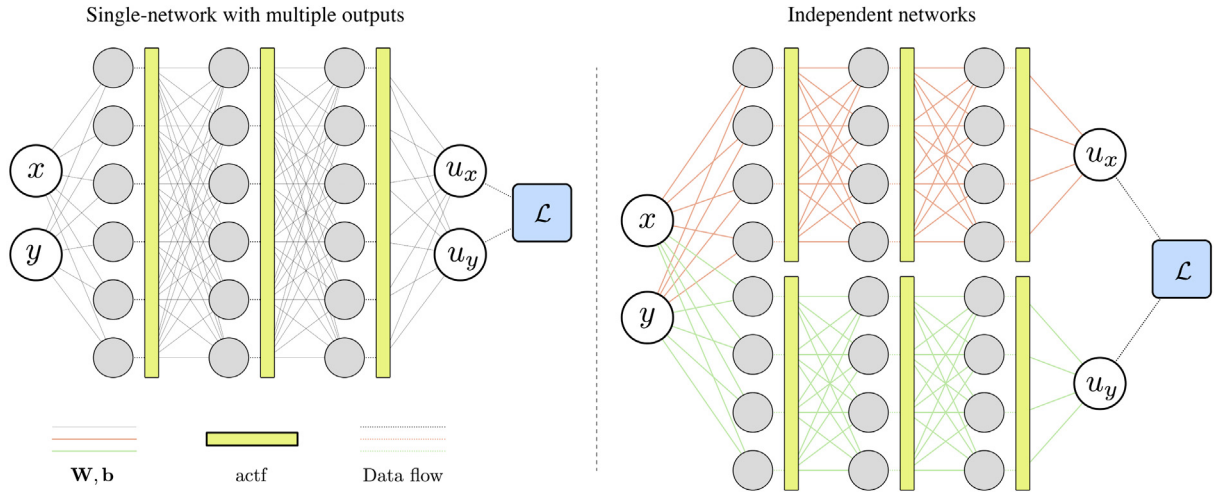 Single-network with multiple outputs
x
y
u_x
u_y
ℒ
W, b
actf
Data flow
Independent networks
x
y
u_x
u_y
ℒ